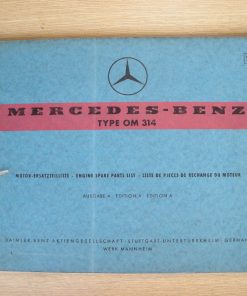 MERCEDES-BENZ
TYPE OM 314
MOTOR-ERSATZTEILLISTE - ENGINE SPARE PARTS LIST - LISTE DE PIECES DE RECHANGE DU MOTEUR
AUSGABE A EDITION A EDITION A
DAIMLER-BENZ AKTIENGESELLSCHAFT STUTTGART-UNTERTÜRKHEIM GERMAN
WERK MANNHEIM